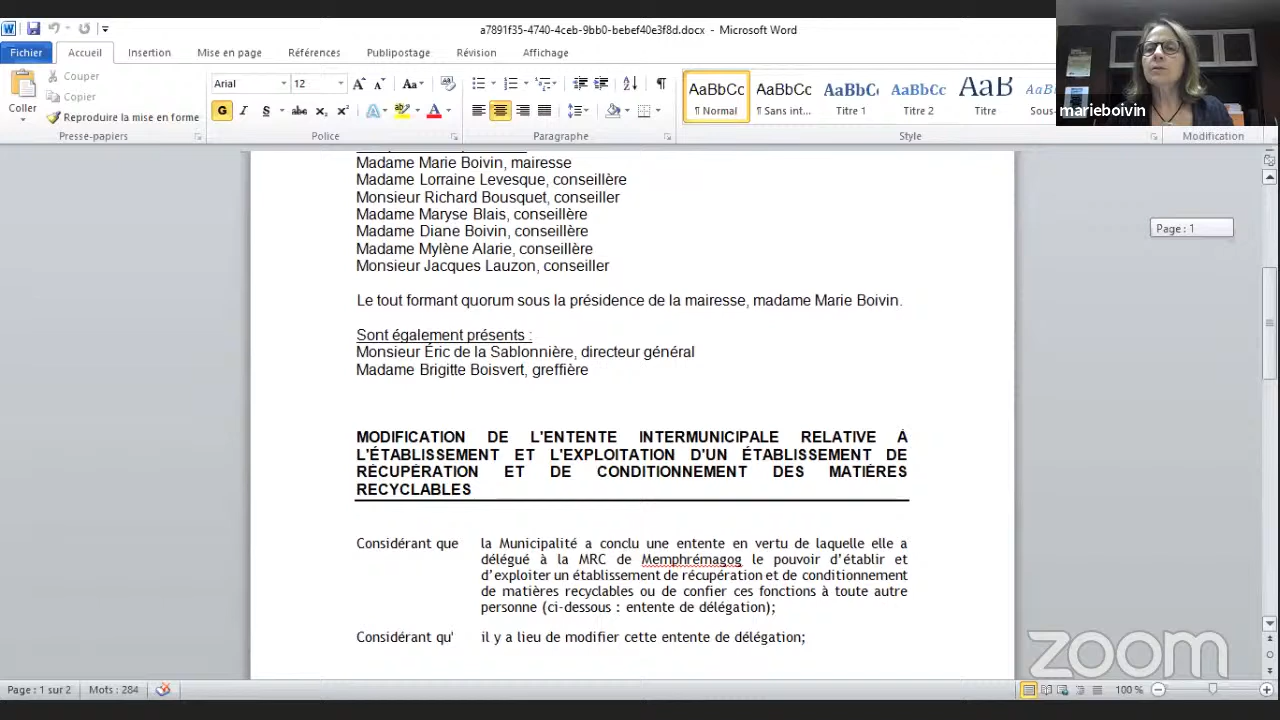 a7891f35-4740-4ceb-9bb0-bebef40e3f8d.docx - Microsoft Word
Fichier Accueil Insertion Mise en page Références Publipostage Révision Affichage
Coller
Couper
Copier
Reproduire la mise en forme
Presse-papiers
Arial 12
Police
Paragraphe
AaBbCc AaBbCc AaBbC AaBbCc AaB
¶ Normal ¶ Sans int... Titre 1 Titre 2 Titre Sous-
Style
Modification
marieboivin
Madame Marie Boivin, mairesse
Madame Lorraine Levesque, conseillère
Monsieur Richard Bousquet, conseiller
Madame Maryse Blais, conseillère
Madame Diane Boivin, conseillère
Madame Mylène Alarie, conseillère
Monsieur Jacques Lauzon, conseiller
Le tout formant quorum sous la présidence de la mairesse, madame Marie Boivin.
Sont également présents :
Monsieur Éric de la Sablonnière, directeur général
Madame Brigitte Boisvert, greffière
MODIFICATION DE L'ENTENTE INTERMUNICIPALE RELATIVE À
L'ÉTABLISSEMENT ET L'EXPLOITATION D'UN ÉTABLISSEMENT DE
RÉCUPÉRATION ET DE CONDITIONNEMENT DES MATIÈRES
RECYCLABLES
Considérant que la Municipalité a conclu une entente en vertu de laquelle elle a
délégué à la MRC de Memphrémagog le pouvoir d'établir et
d'exploiter un établissement de récupération et de conditionnement
de matières recyclables ou de confier ces fonctions à toute autre
personne (ci-dessous : entente de délégation);
Considérant qu' il y a lieu de modifier cette entente de délégation;
Page : 1
zoom
Page : 1 sur 2 Mots : 284
100 %